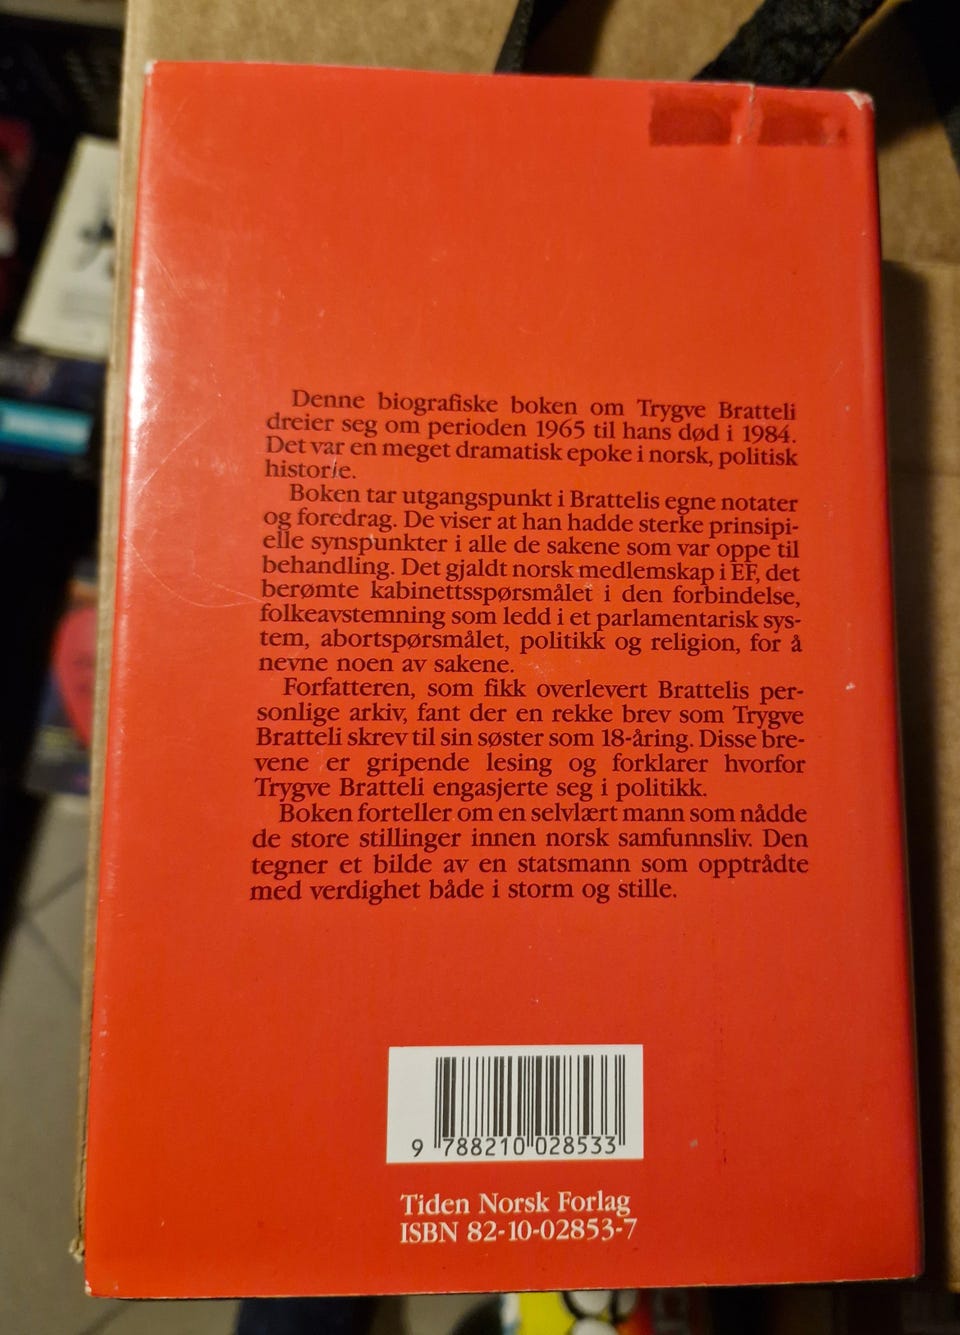 Denne biografiske boken om Trygve Bratteli
dreier seg om perioden 1965 til hans død i 1984.
Det var en meget dramatisk epoke i norsk, politisk
historie.
Boken tar utgangspunkt i Brattelis egne notater
og foredrag. De viser at han hadde sterke prinsipi-
elle synspunkter i alle de sakene som var oppe til
behandling. Det gjaldt norsk medlemskap i EF, det
berømte kabinettsspørsmålet i den forbindelse,
folkeavstemning som ledd i et parlamentarisk sys-
tem, abortspørsmålet, politikk og religion, for å
nevne noen av sakene.
Forfatteren, som fikk overlevert Brattelis per-
sonlige arkiv, fant der en rekke brev som Trygve
Bratteli skrev til sin søster som 18-åring. Disse bre-
vene er gripende lesing og forklarer hvorfor
Trygve Bratteli engasjerte seg i politikk.
Boken forteller om en selvlært mann som nådde
de store stillinger innen norsk samfunnsliv. Den
tegner et bilde av en statsmann som opptrådte
med verdighet både i storm og stille.
9 788210 028533
Tiden Norsk Forlag
ISBN 82-10-02853-7